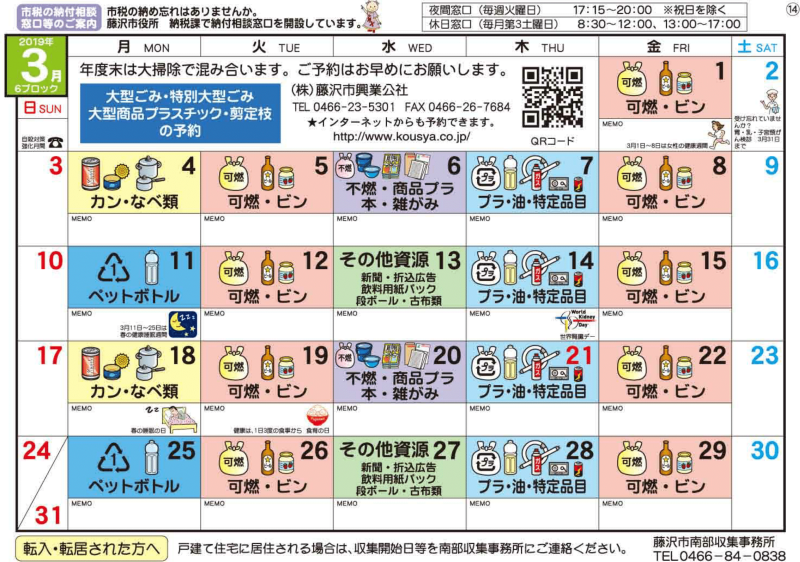 市税の納付相談
窓口等のご案内
市税の納め忘れはありませんか。
藤沢市役所 納税課で納付相談窓口を開設しています。
夜間窓口（毎週火曜日） 17:15～20:00 ※祝日を除く
休日窓口（毎月第3土曜日） 8:30～12:00、13:00～17:00
⑭
2019年
3月
6ブロック
日 SUN
月 MON
火 TUE
水 WED
木 THU
金 FRI
土 SAT
自殺対策
強化月間
年度末は大掃除で混み合います。ご予約はお早めにお願いします。
大型ごみ・特別大型ごみ
大型商品プラスチック・剪定枝
の予約
(株)藤沢市興業公社
TEL 0466-23-5301 FAX 0466-26-7684
★インターネットからも予約できます。
http://www.kousya.co.jp/
QRコード
可燃
1
可燃・ビン
MEMO
3月1日～8日は女性の健康週間
2
受け忘れていませんか?
胃・乳・子宮頸がん検診 3月31日まで
3
4
カン・なべ類
MEMO
可燃
5
可燃・ビン
MEMO
不燃
6
不燃・商品プラ
本・雑がみ
MEMO
プラ
ガス
7
プラ・油・特定品目
MEMO
可燃
8
可燃・ビン
MEMO
9
10
1
11
ペットボトル
MEMO
3月11日～25日は
春の健康睡眠週間
zzz
可燃
12
可燃・ビン
MEMO
その他資源 13
新聞・折込広告
飲料用紙パック
段ボール・古布類
MEMO
プラ
ガス
14
プラ・油・特定品目
MEMO
World
Kidney
Day
世界腎臓デー
可燃
15
可燃・ビン
MEMO
16
17
18
カン・なべ類
MEMO
zz
春の睡眠の日
可燃
19
可燃・ビン
MEMO
健康は、1日3度の食事から 食育の日
不燃
20
不燃・商品プラ
本・雑がみ
MEMO
プラ
ガス
21
プラ・油・特定品目
MEMO
可燃
22
可燃・ビン
MEMO
23
24
31
1
25
ペットボトル
MEMO
可燃
26
可燃・ビン
MEMO
その他資源 27
新聞・折込広告
飲料用紙パック
段ボール・古布類
MEMO
プラ
ガス
28
プラ・油・特定品目
MEMO
可燃
29
可燃・ビン
MEMO
30
転入・転居された方へ
戸建て住宅に居住される場合は、収集開始日等を南部収集事務所にご連絡ください。
藤沢市南部収集事務所
TEL0466-84-0838